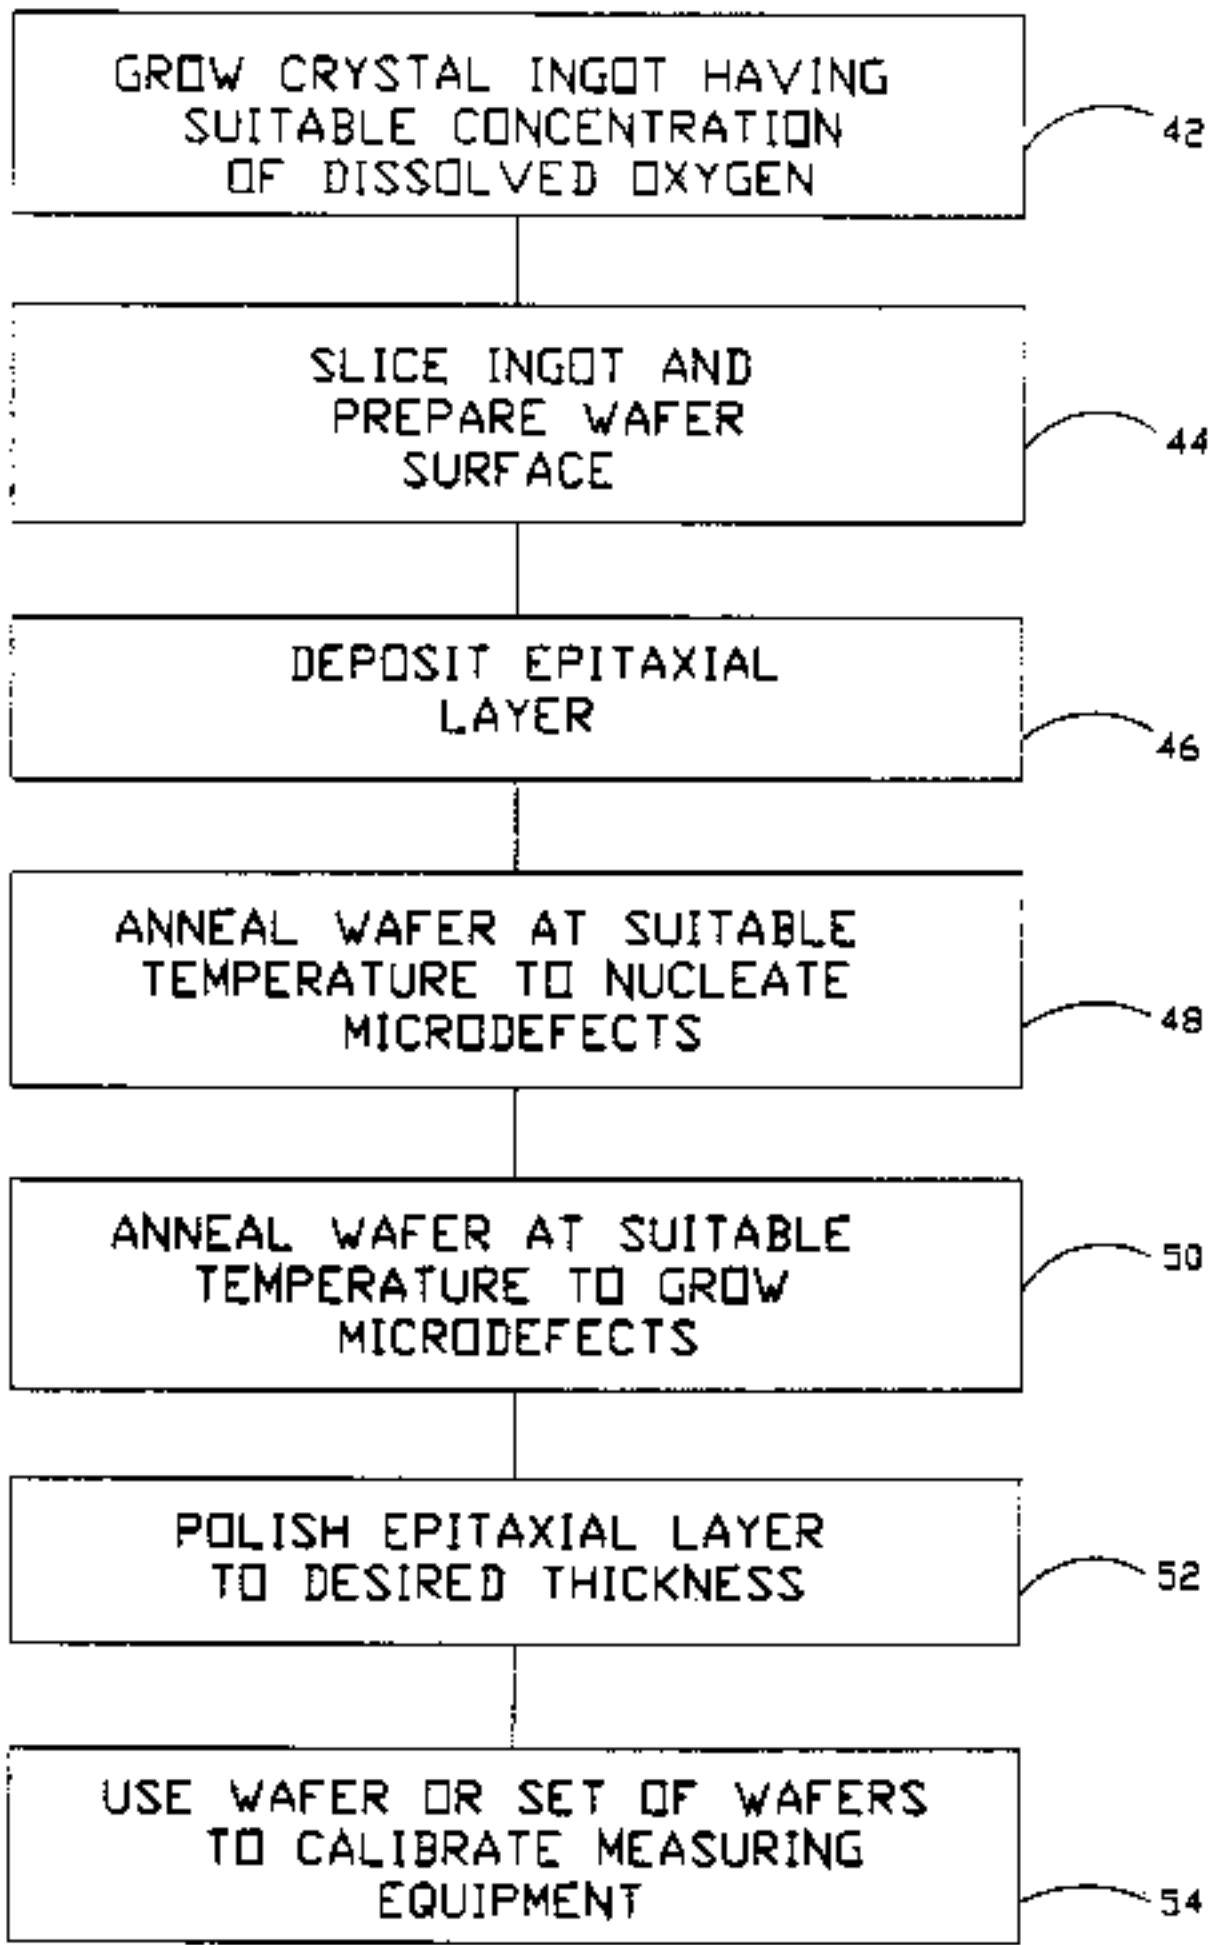 GROW CRYSTAL INGOT HAVING
SUITABLE CONCENTRATION
OF DISSOLVED OXYGEN
42
SLICE INGOT AND
PREPARE WAFER
SURFACE
44
DEPOSIT EPITAXIAL
LAYER
46
ANNEAL WAFER AT SUITABLE
TEMPERATURE TO NUCLEATE
MICRODEFECTS
48
ANNEAL WAFER AT SUITABLE
TEMPERATURE TO GROW
MICRODEFECTS
50
POLISH EPITAXIAL LAYER
TO DESIRED THICKNESS
52
USE WAFER OR SET OF WAFERS
TO CALIBRATE MEASURING
EQUIPMENT
54